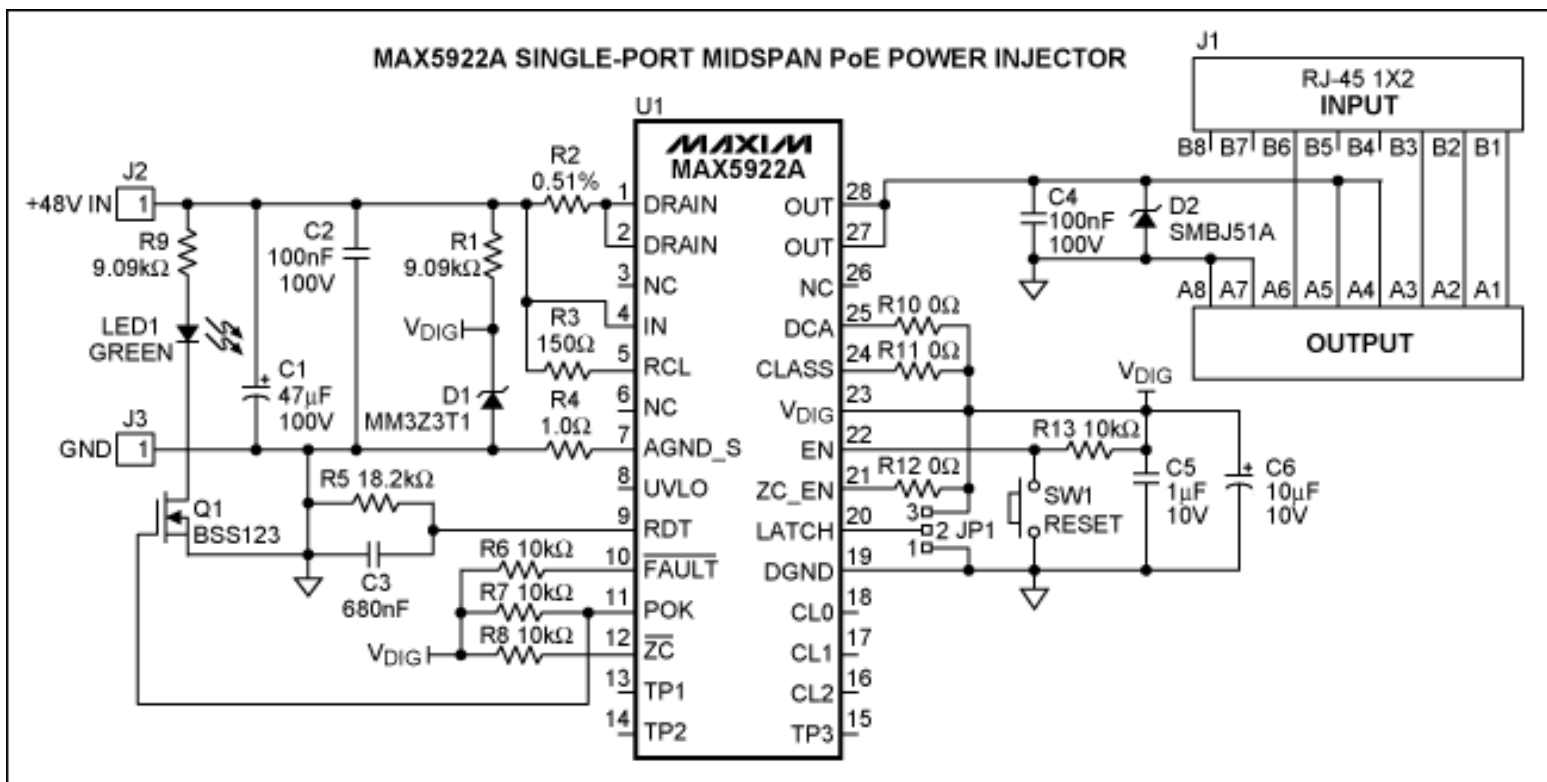 MAX5922A SINGLE-PORT MIDSPAN PoE POWER INJECTOR
J1
RJ-45 1X2
INPUT
B8 B7 B6 B5 B4 B3 B2 B1
U1
MAXIM
MAX5922A
J2
+48V IN
1
R9
9.09kΩ
LED1
GREEN
C1
47µF
100V
C2
100nF
100V
R1
9.09kΩ
VDIG
D1
MM3Z3T1
R2
0.51%
R3
150Ω
R4
1.0Ω
J3
GND
1
Q1
BSS123
R5 18.2kΩ
C3
680nF
R6 10kΩ
R7 10kΩ
R8 10kΩ
VDIG
1 DRAIN
2 DRAIN
3 NC
4 IN
5 RCL
6 NC
7 AGND_S
8 UVLO
9 RDT
10 FAULT
11 POK
12 ZC
13 TP1
14 TP2
OUT 28
OUT 27
NC 26
DCA 25
CLASS 24
VDIG 23
EN 22
ZC_EN 21
LATCH 20
DGND 19
CL0 18
CL1 17
CL2 16
TP3 15
R10 0Ω
R11 0Ω
R12 0Ω
3
2 JP1
1
C4
100nF
100V
D2
SMBJ51A
A8 A7 A6 A5 A4 A3 A2 A1
OUTPUT
VDIG
R13 10kΩ
SW1
RESET
C5
1µF
10V
C6
10µF
10V